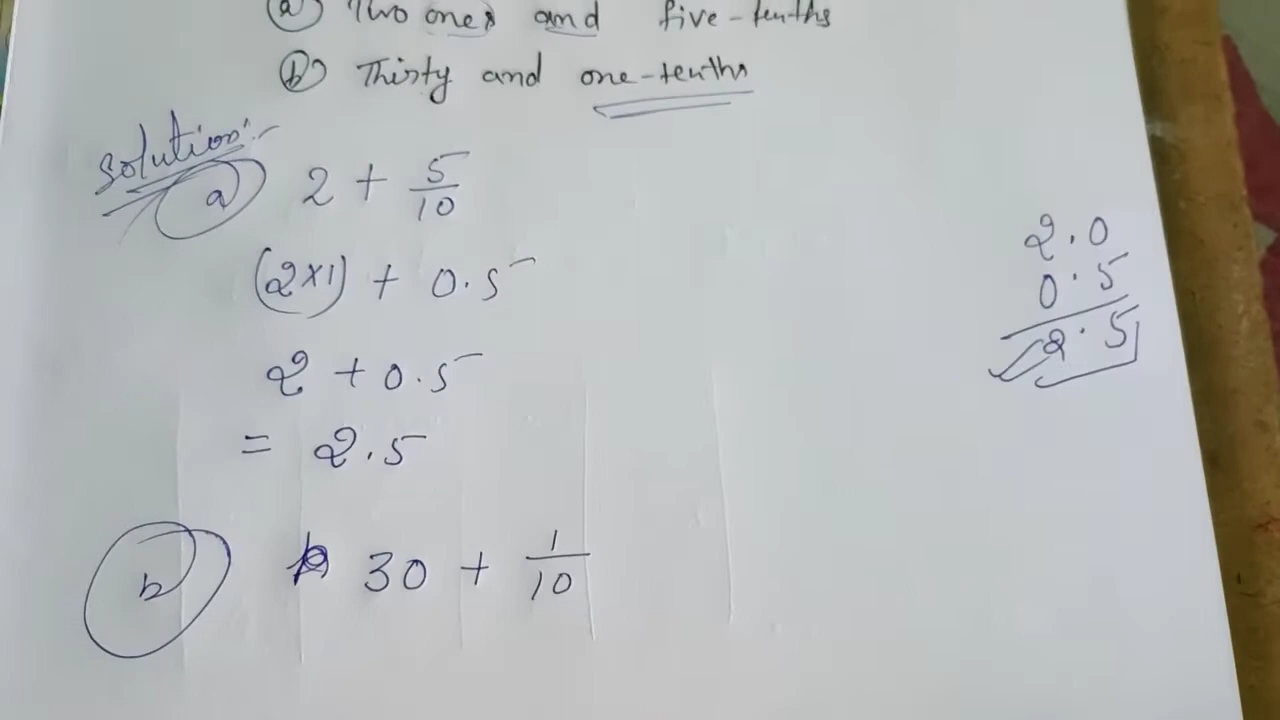 (a) Two ones and five-tenths
(b) Thirty and one-tenths
Solution:-
(a) 2 + 5/10
(2×1) + 0.5
2 + 0.5
= 2.5
2.0
0.5
2.5
(b) 30 + 1/10